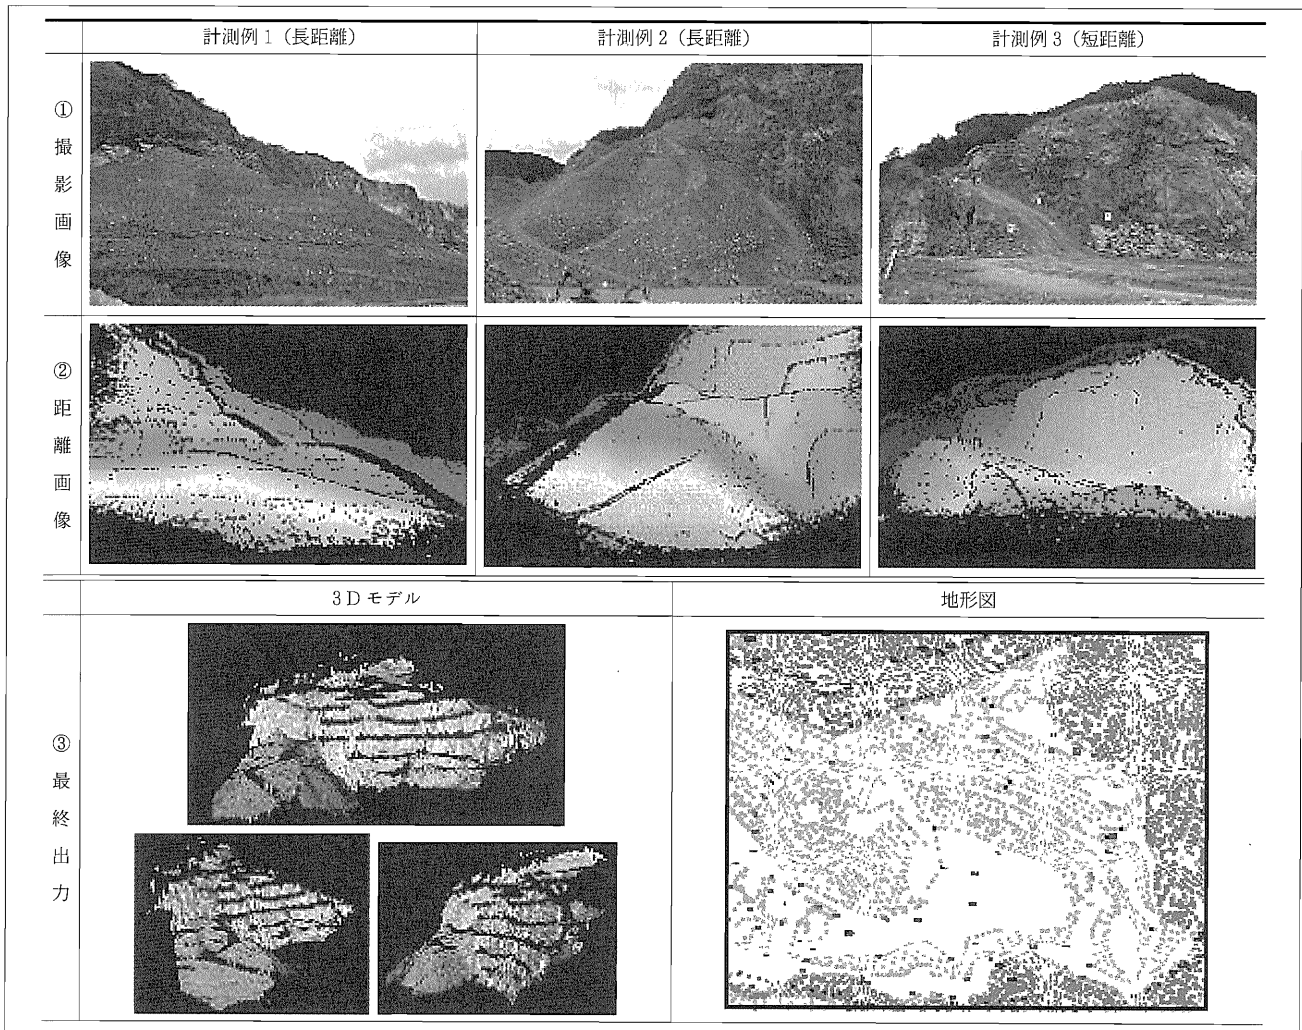 計測例 1 (長距離)
計測例 2 (長距離)
計測例 3 (短距離)
①撮影画像
②距離画像
3Dモデル
地形図
③最終出力